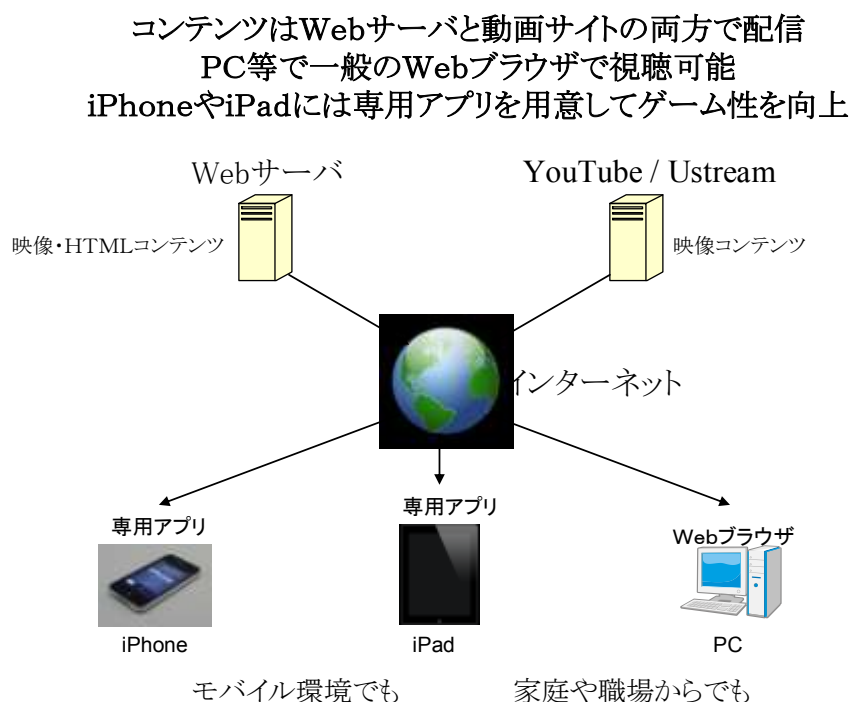 コンテンツはWebサーバと動画サイトの両方で配信
PC等で一般のWebブラウザで視聴可能
iPhoneやiPadには専用アプリを用意してゲーム性を向上
Webサーバ
YouTube / Ustream
映像・HTMLコンテンツ
映像コンテンツ
インターネット
専用アプリ
専用アプリ
Webブラウザ
iPhone
iPad
PC
モバイル環境でも
家庭や職場からでも